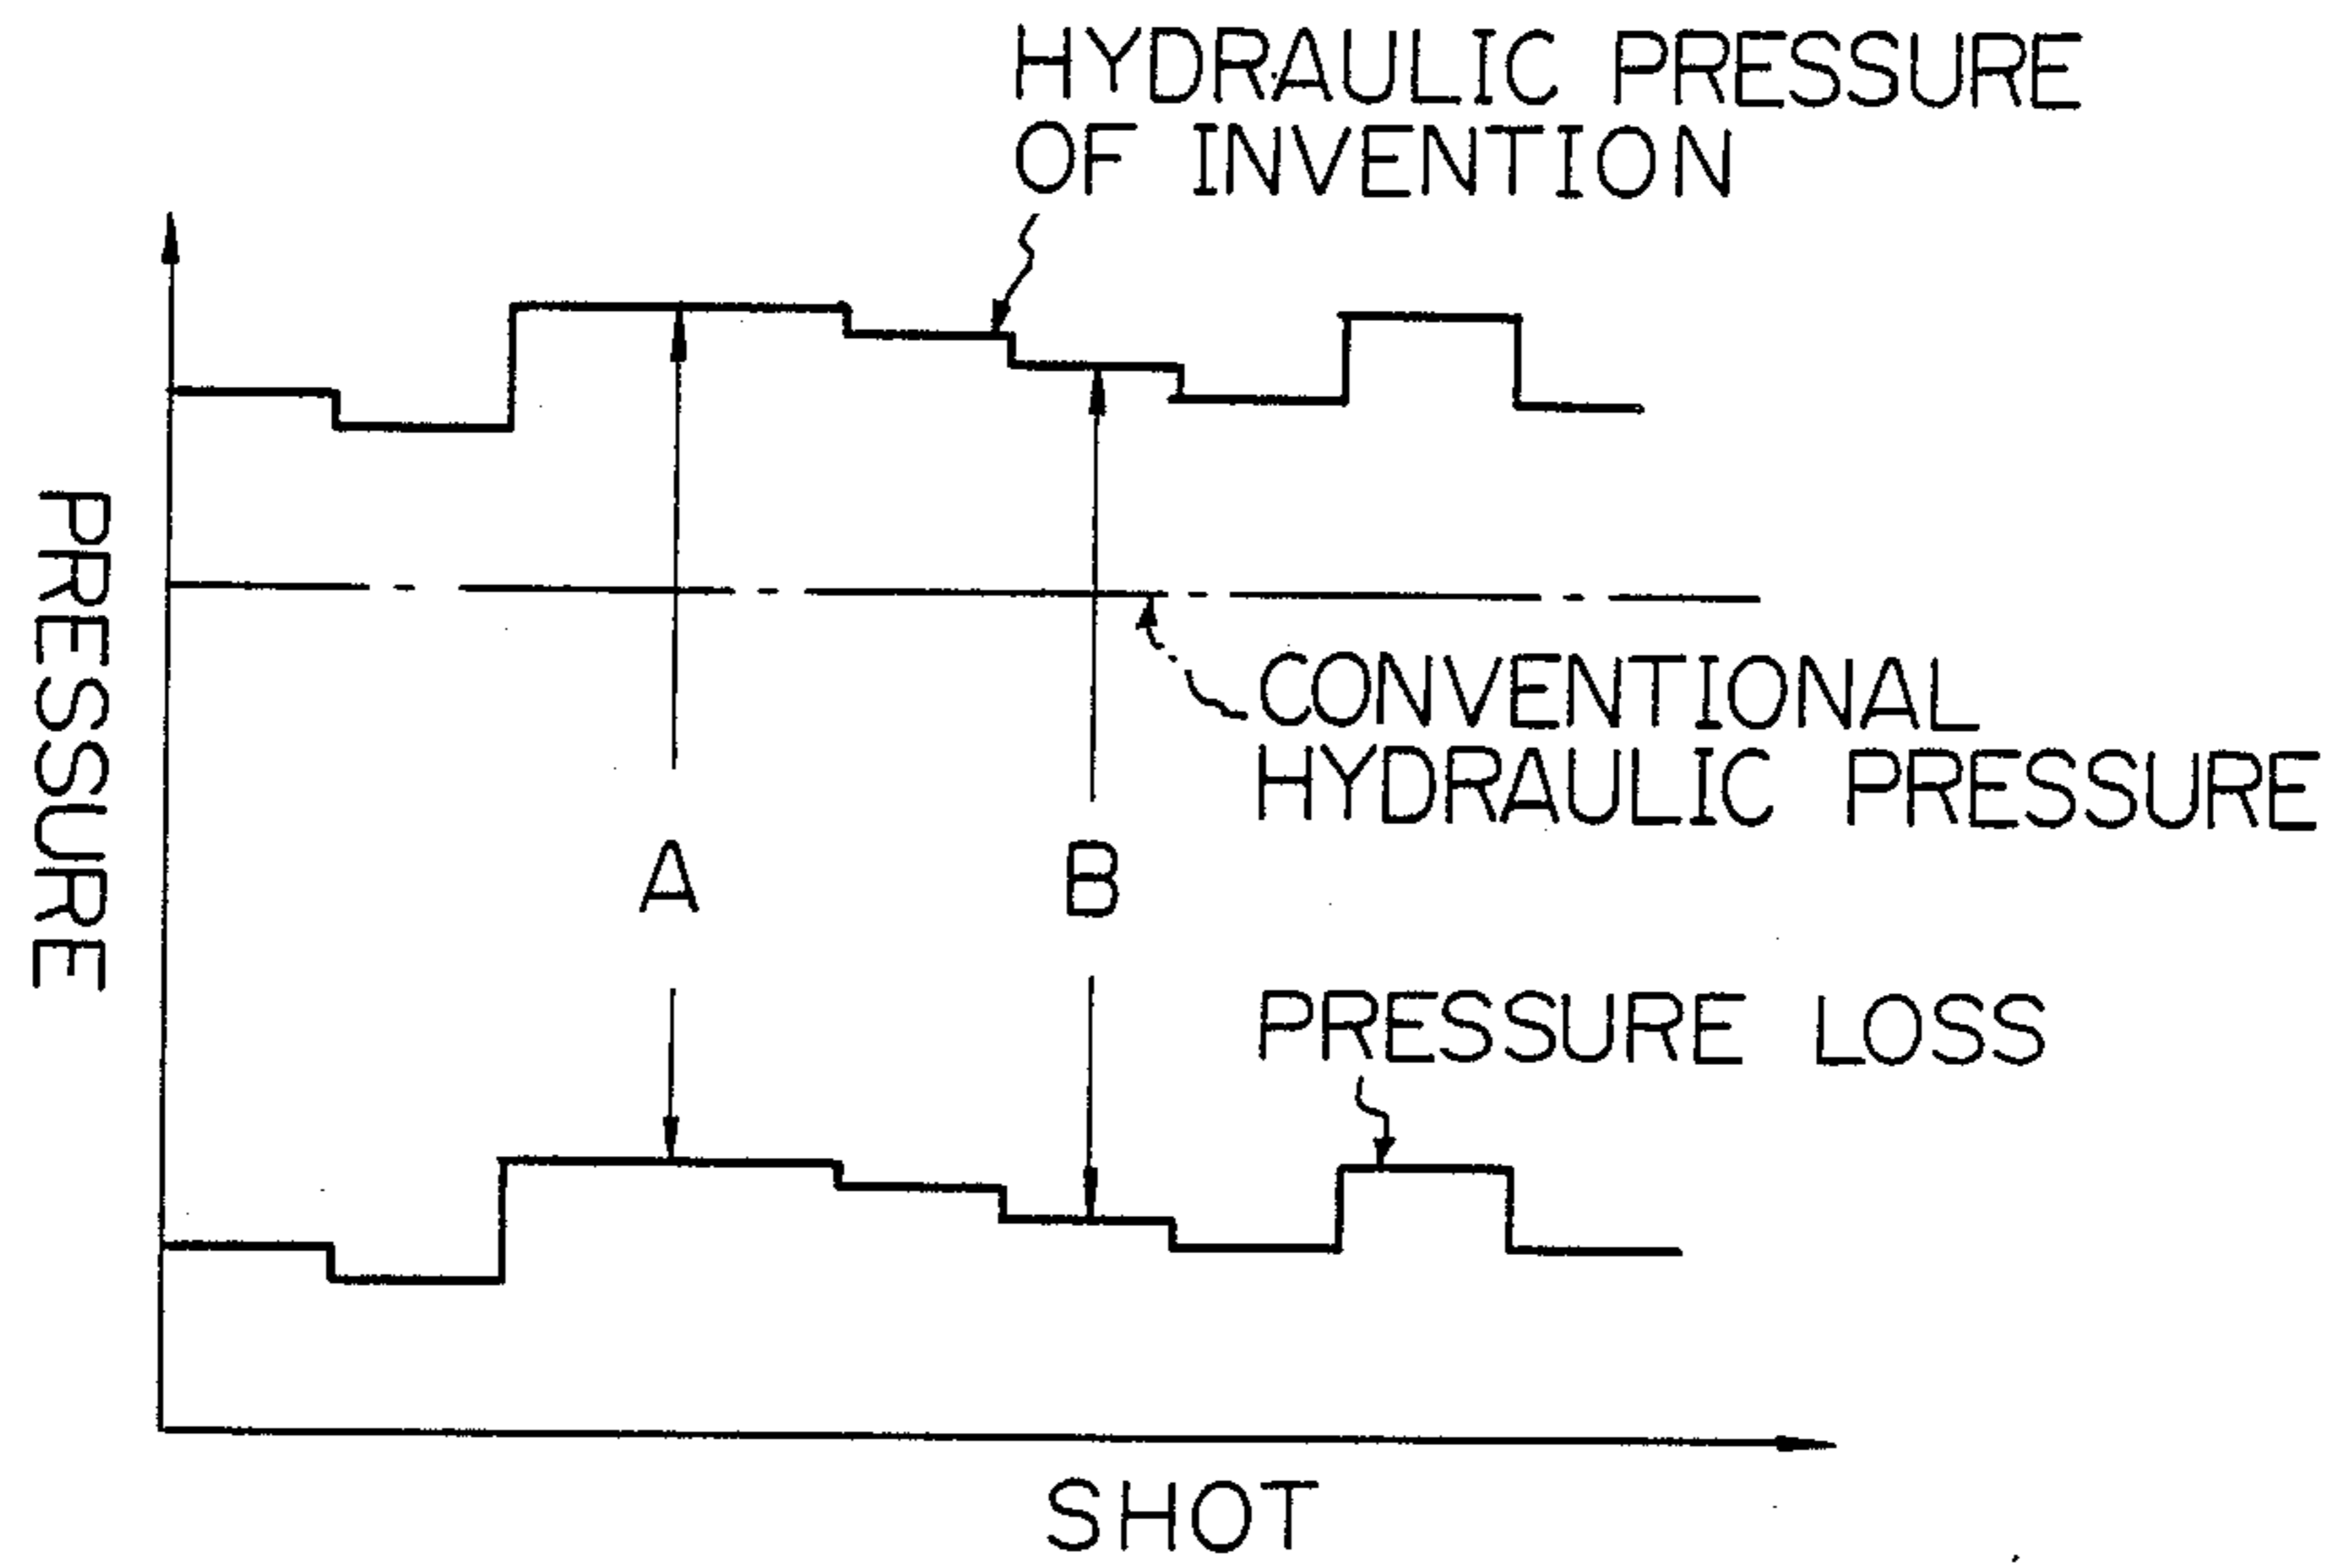 HYDRAULIC PRESSURE
OF INVENTION
PRESSURE
CONVENTIONAL
HYDRAULIC PRESSURE
A
B
PRESSURE LOSS
SHOT